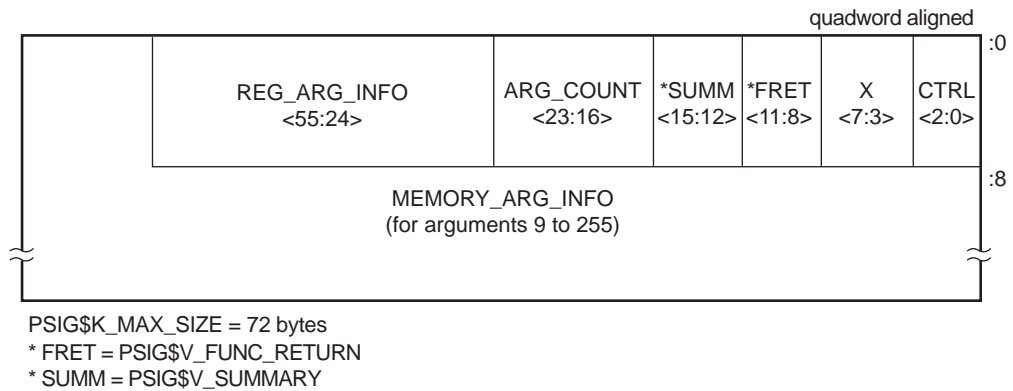 quadword aligned
:0
REG_ARG_INFO ARG_COUNT *SUMM *FRET X CTRL
<55:24> <23:16> <15:12> <11:8> <7:3> <2:0>
:8
MEMORY_ARG_INFO
(for arguments 9 to 255)
PSIG$K_MAX_SIZE = 72 bytes
* FRET = PSIG$V_FUNC_RETURN
* SUMM = PSIG$V_SUMMARY